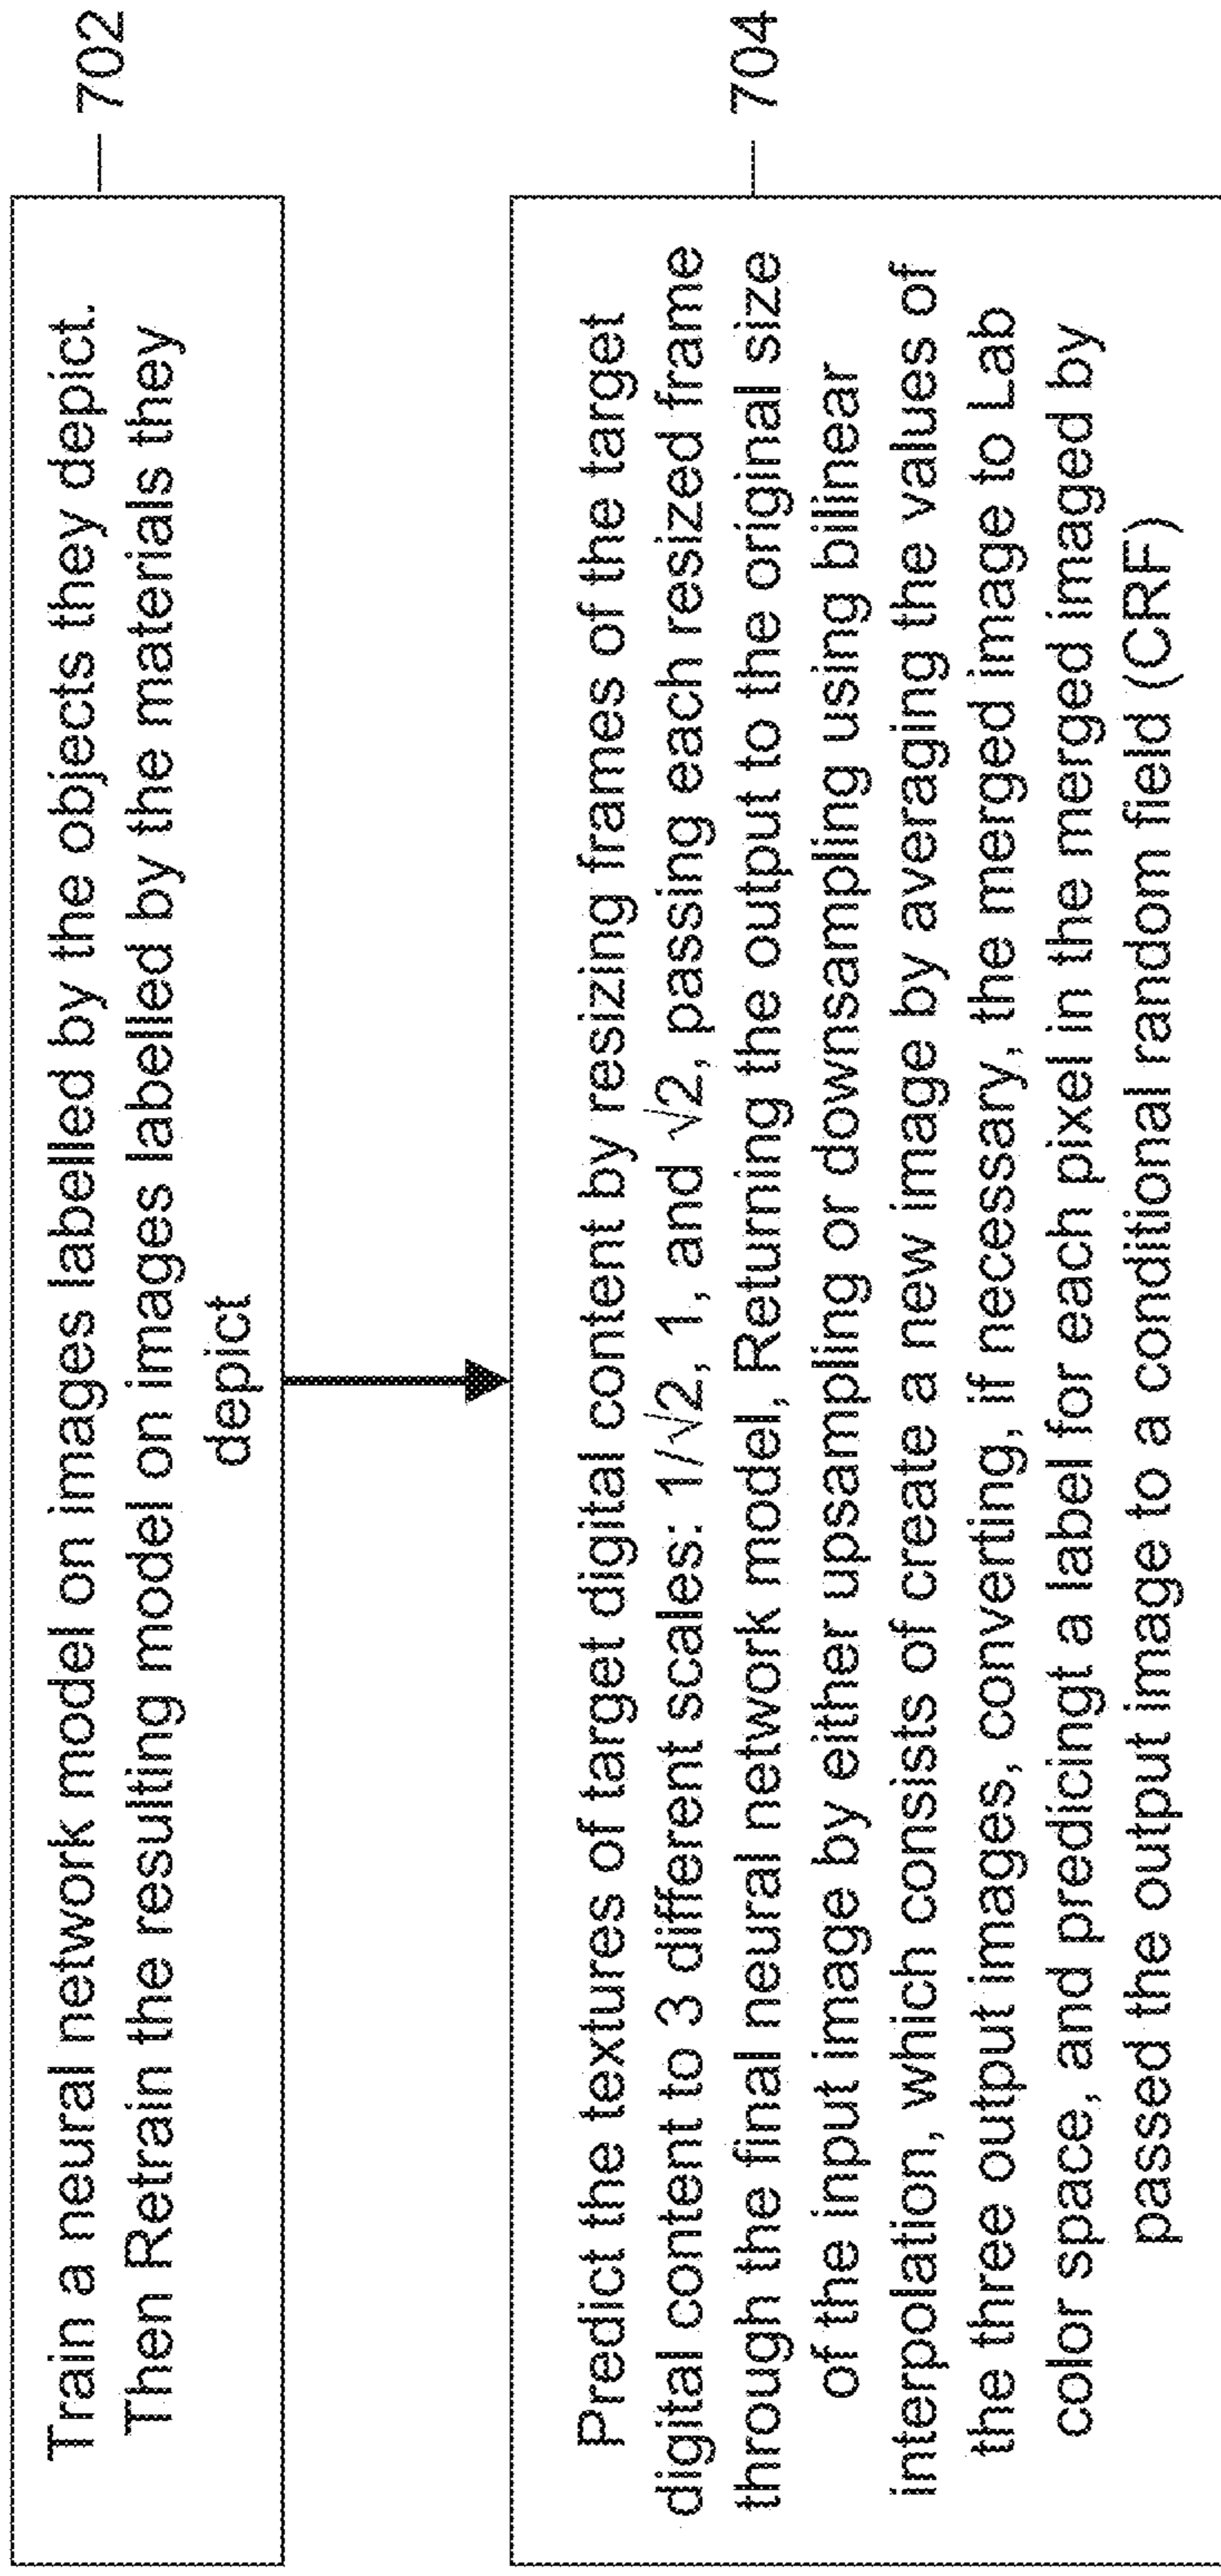 Train a neural network model on images labelled by the objects they depict.
Then Retrain the resulting model on images labelled by the materials they
depict
702
Predict the textures of target digital content by resizing frames of the target
digital content to 3 different scales: 1/√2, 1, and √2, passing each resized frame
through the final neural network model, Returning the output to the original size
of the input image by either upsampling or downsampling using bilinear
interpolation, which consists of create a new image by averaging the values of
the three output images, converting, if necessary, the merged image to Lab
color space, and predicingt a label for each pixel in the merged imaged by
passed the output image to a conditional random field (CRF)
704